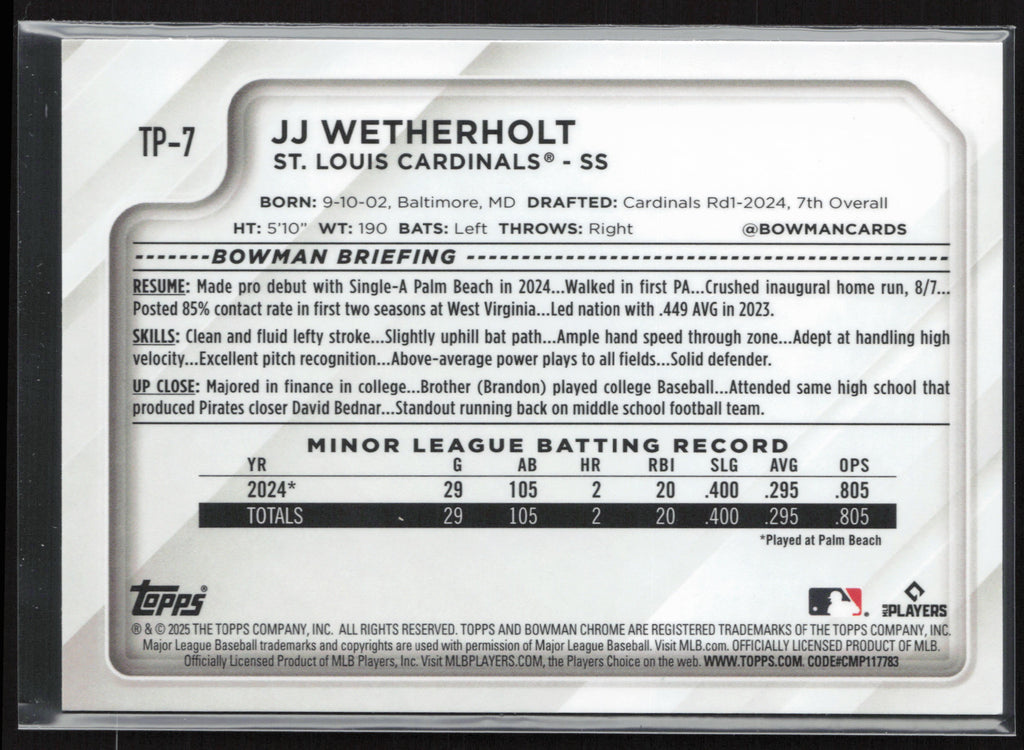 TP-7
JJ WETHERHOLT
ST. LOUIS CARDINALS® - SS
BORN: 9-10-02, Baltimore, MD DRAFTED: Cardinals Rd1-2024, 7th Overall
HT: 5'10" WT: 190 BATS: Left THROWS: Right @BOWMANCARDS
BOWMAN BRIEFING
RESUME: Made pro debut with Single-A Palm Beach in 2024...Walked in first PA...Crushed inaugural home run, 8/7...
Posted 85% contact rate in first two seasons at West Virginia...Led nation with .449 AVG in 2023.
SKILLS: Clean and fluid lefty stroke...Slightly uphill bat path...Ample hand speed through zone...Adept at handling high
velocity...Excellent pitch recognition...Above-average power plays to all fields...Solid defender.
UP CLOSE: Majored in finance in college...Brother (Brandon) played college Baseball...Attended same high school that
produced Pirates closer David Bednar...Standout running back on middle school football team.
MINOR LEAGUE BATTING RECORD
YR G AB HR RBI SLG AVG OPS
2024* 29 105 2 20 .400 .295 .805
TOTALS 29 105 2 20 .400 .295 .805
*Played at Palm Beach
Topps®
MLB PLAYERS
® & © 2025 THE TOPPS COMPANY, INC. ALL RIGHTS RESERVED. TOPPS AND BOWMAN CHROME ARE REGISTERED TRADEMARKS OF THE TOPPS COMPANY, INC.
Major League Baseball trademarks and copyrights are used with permission of Major League Baseball. Visit MLB.com. OFFICIALLY LICENSED PRODUCT OF MLB.
Officially Licensed Product of MLB Players, Inc. Visit MLBPLAYERS.COM, the Players Choice on the web. WWW.TOPPS.COM. CODE#CMP117783